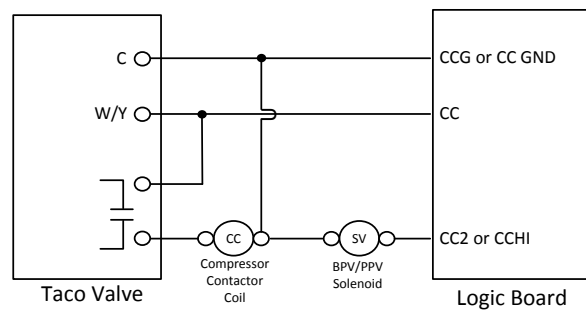 C
CCG or CC GND
W/Y
CC
CC
SV
CC2 or CCHI
Compressor
Contactor
Coil
BPV/PPV
Solenoid
Taco Valve
Logic Board